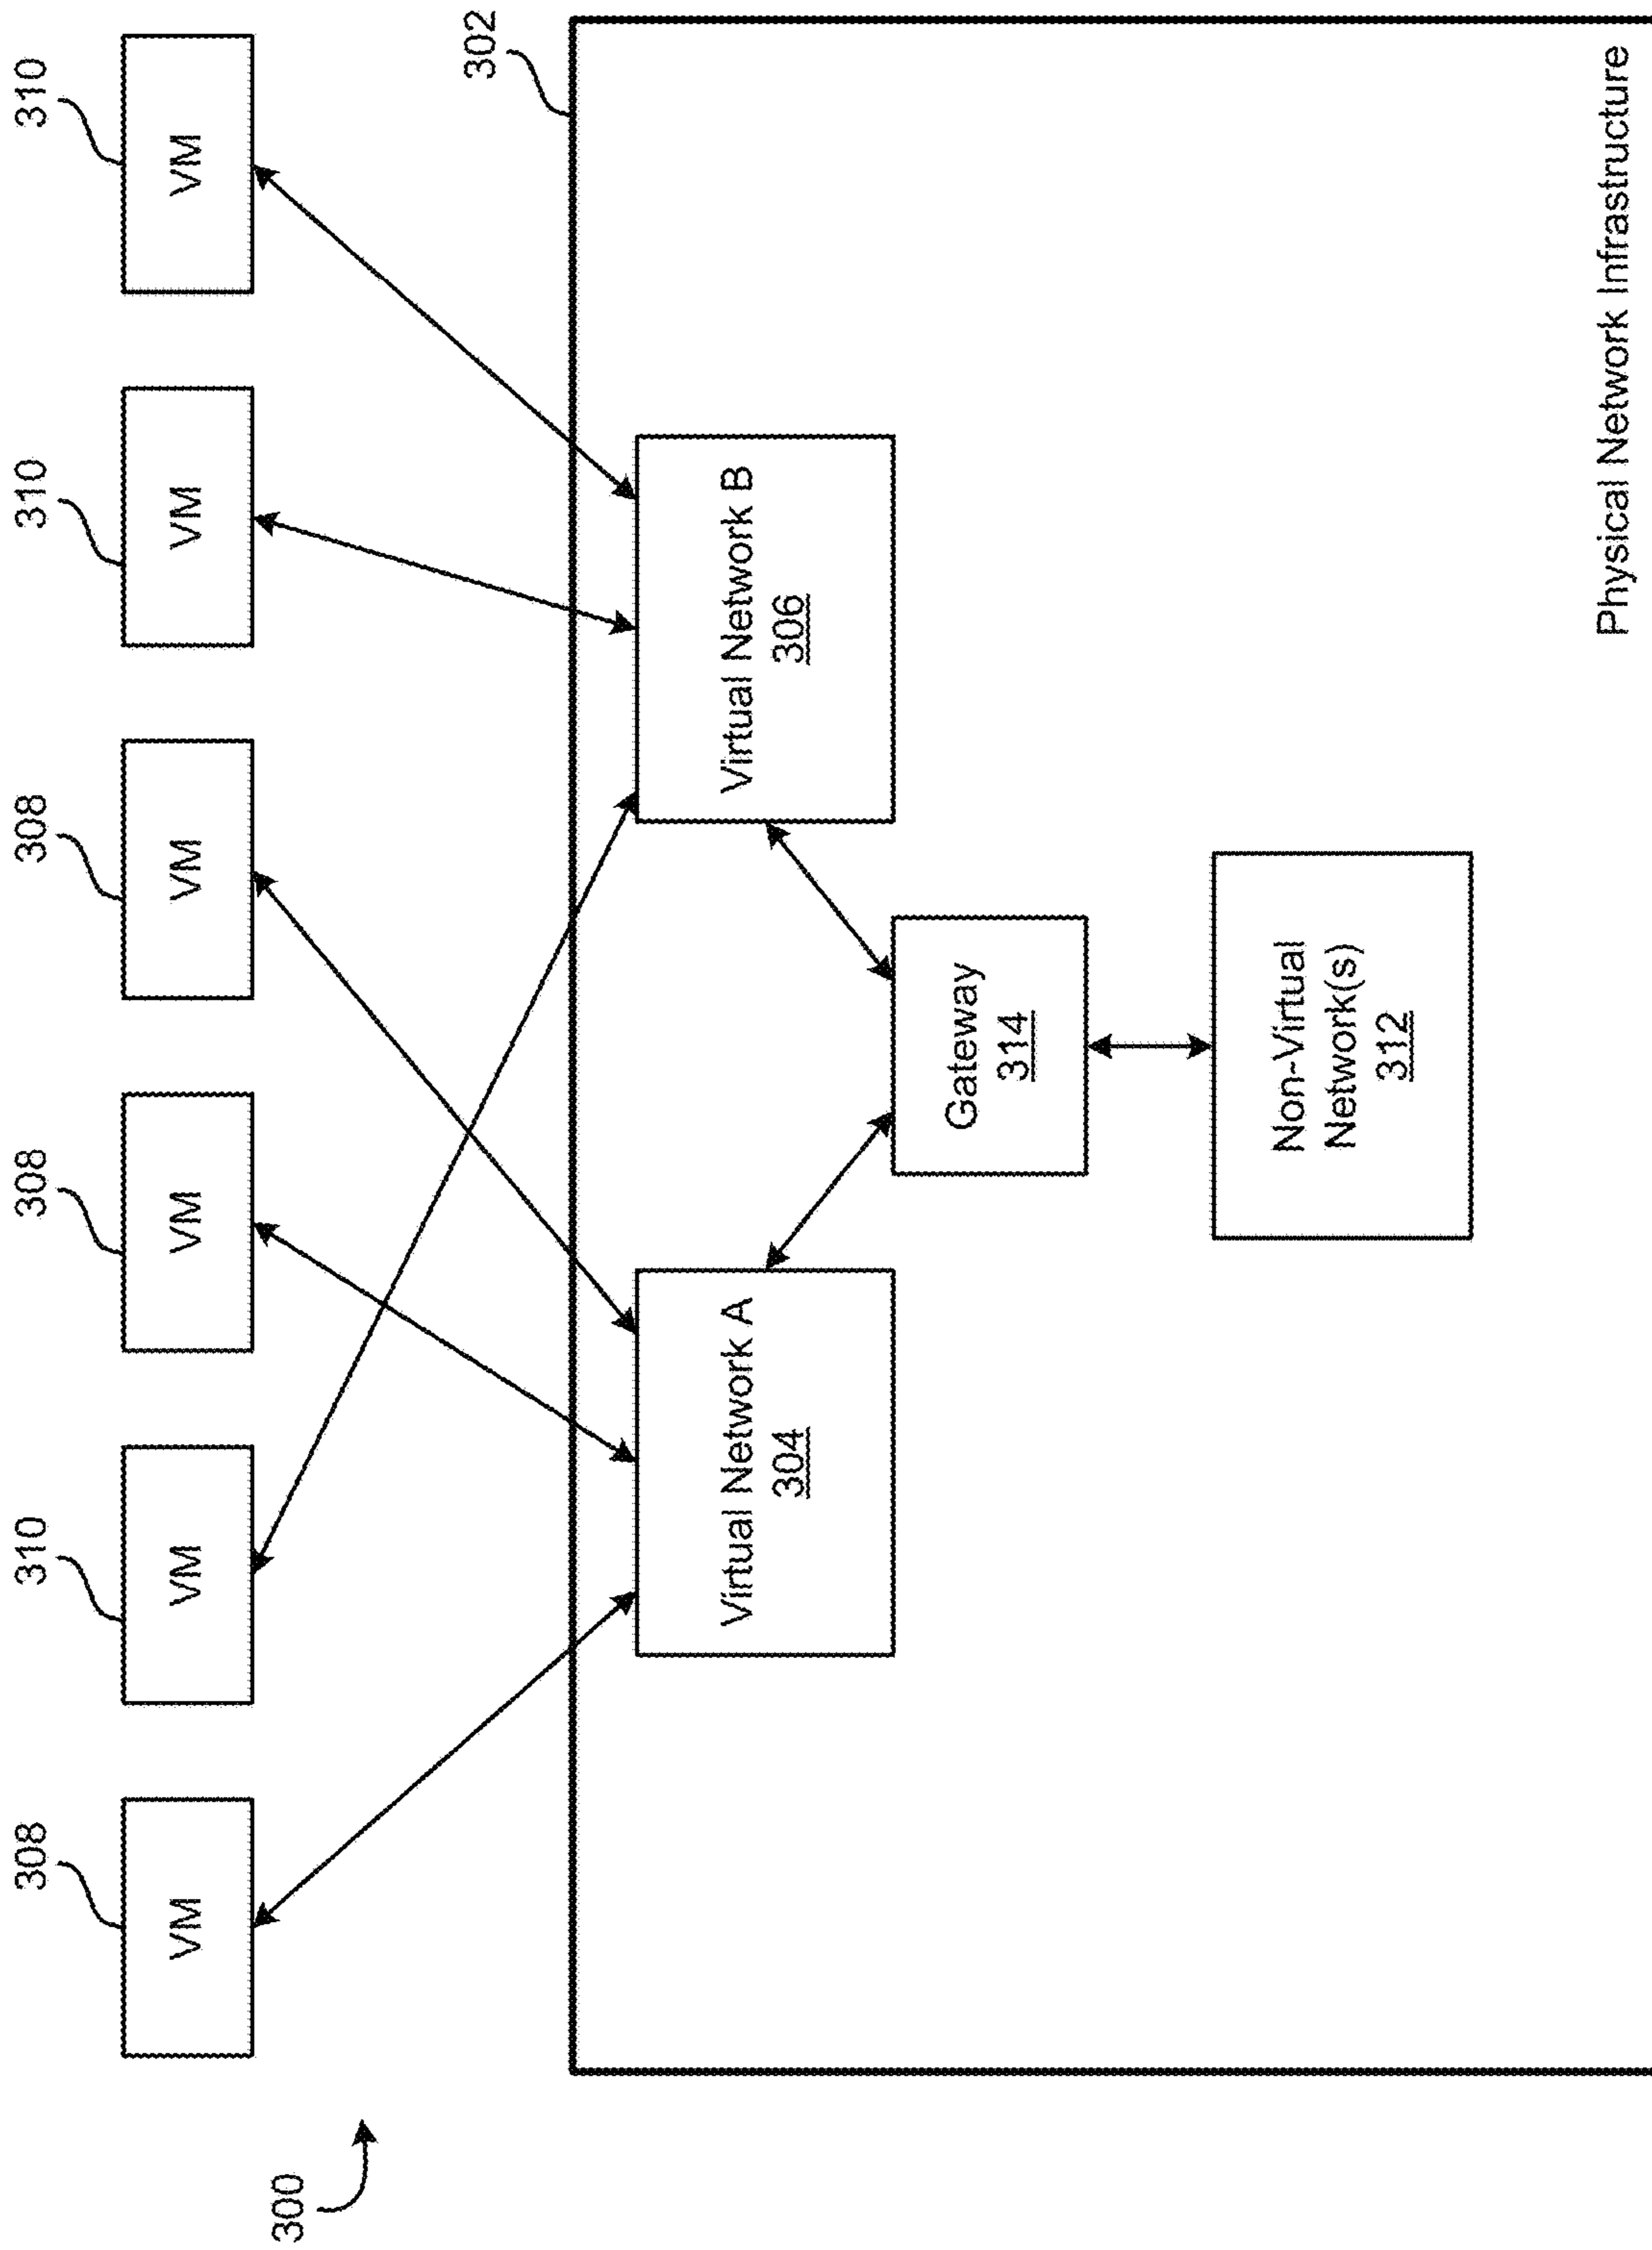 300
308
310
308
308
310
310
VM
VM
VM
VM
VM
VM
302
Virtual Network A
304
Virtual Network B
306
Gateway
314
Non-Virtual
Network(s)
312
Physical Network Infrastructure